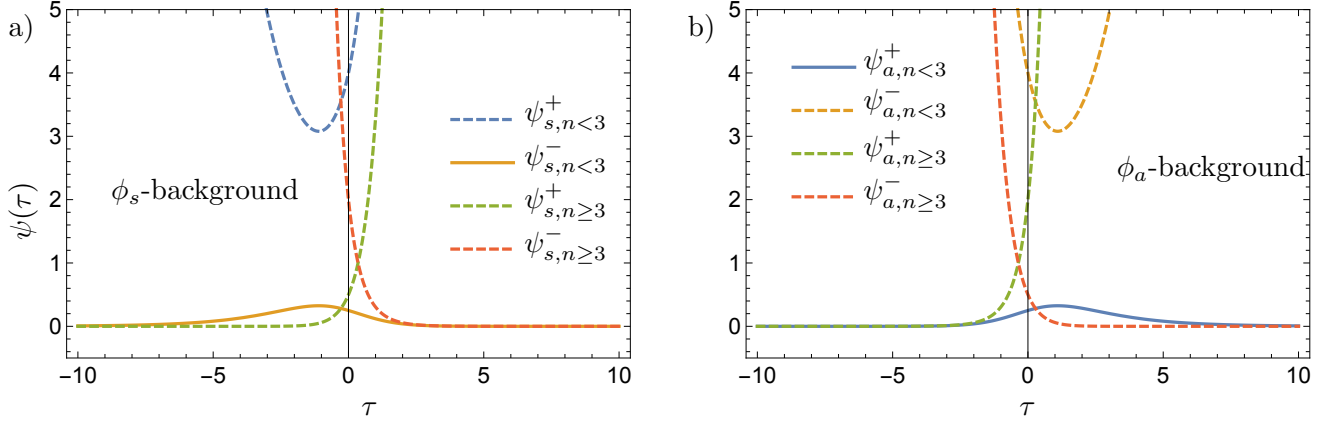 a)
5
4
3
2
1
0
ψ(τ)
ϕₛ-background
ψ⁺ₛ,ₙ<₃
ψ⁻ₛ,ₙ<₃
ψ⁺ₛ,ₙ≥₃
ψ⁻ₛ,ₙ≥₃
−10 −5 0 5 10
τ
b)
5
4
3
2
1
0
ψ⁺ₐ,ₙ<₃
ψ⁻ₐ,ₙ<₃
ψ⁺ₐ,ₙ≥₃
ψ⁻ₐ,ₙ≥₃
ϕₐ-background
−10 −5 0 5 10
τ